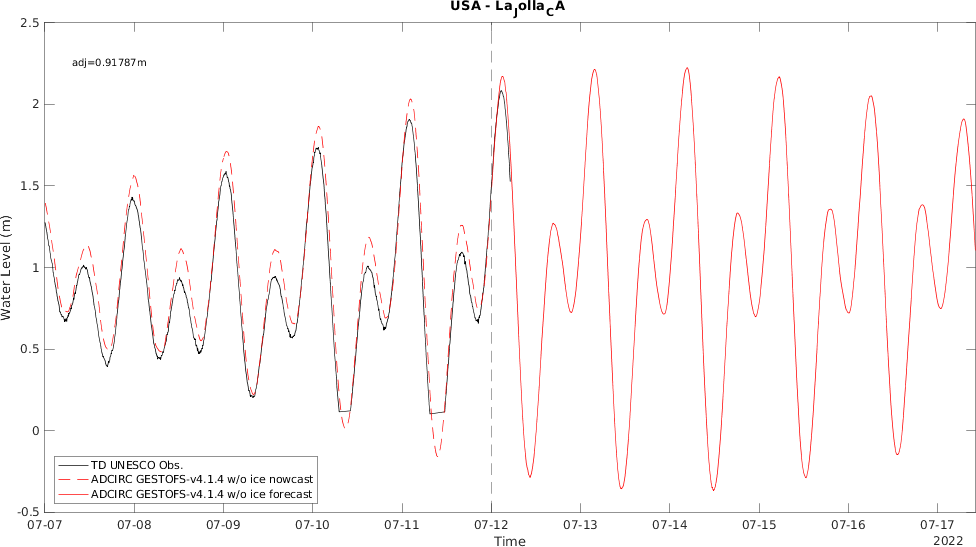 USA - LaJollaCA
adj=0.91787m
Water Level (m)
2.5
2
1.5
1
0.5
0
-0.5
TD UNESCO Obs.
ADCIRC GESTOFS-v4.1.4 w/o ice nowcast
ADCIRC GESTOFS-v4.1.4 w/o ice forecast
07-07 07-08 07-09 07-10 07-11 07-12 07-13 07-14 07-15 07-16 07-17
Time
2022